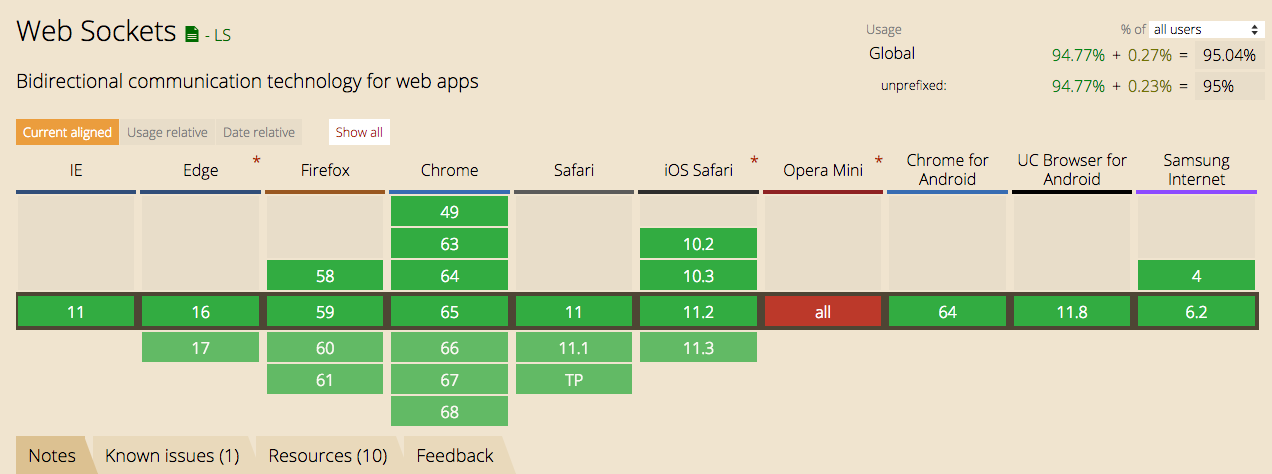 Web Sockets - LS
Usage % of all users
Global 94.77% + 0.27% = 95.04%
unprefixed: 94.77% + 0.23% = 95%
Bidirectional communication technology for web apps
Current aligned Usage relative Date relative Show all
IE Edge * Firefox Chrome Safari iOS Safari * Opera Mini * Chrome for Android UC Browser for Android Samsung Internet
49
63 10.2
58 64 10.3 4
11 16 59 65 11 11.2 all 64 11.8 6.2
17 60 66 11.1 11.3
61 67 TP
68
Notes Known issues (1) Resources (10) Feedback